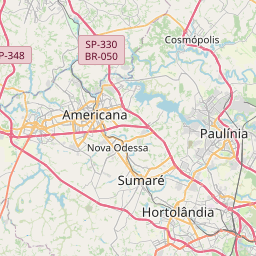 Cosmópolis
SP-330
BR-050
P-348
Americana
Paulínia
Nova Odessa
Sumaré
Hortolândia